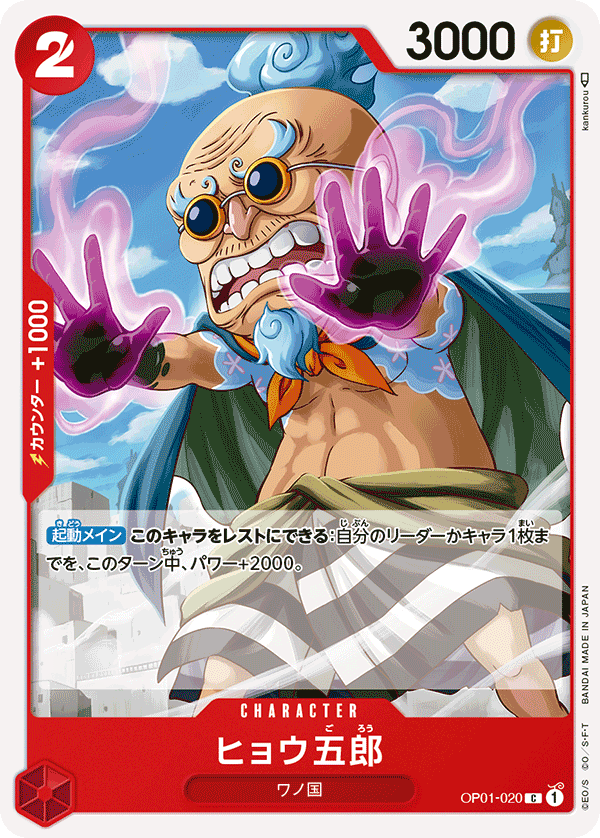 2
3000
打
kankurou
カウンター +1000
起動メイン このキャラをレストにできる:自分のリーダーかキャラ1枚ま
でを、このターン中、パワー+2000。
CHARACTER
ヒョウ五郎
ワノ国
OP01-020 C 1
©E.O/S ©O/S・F・T BANDAI MADE IN JAPAN